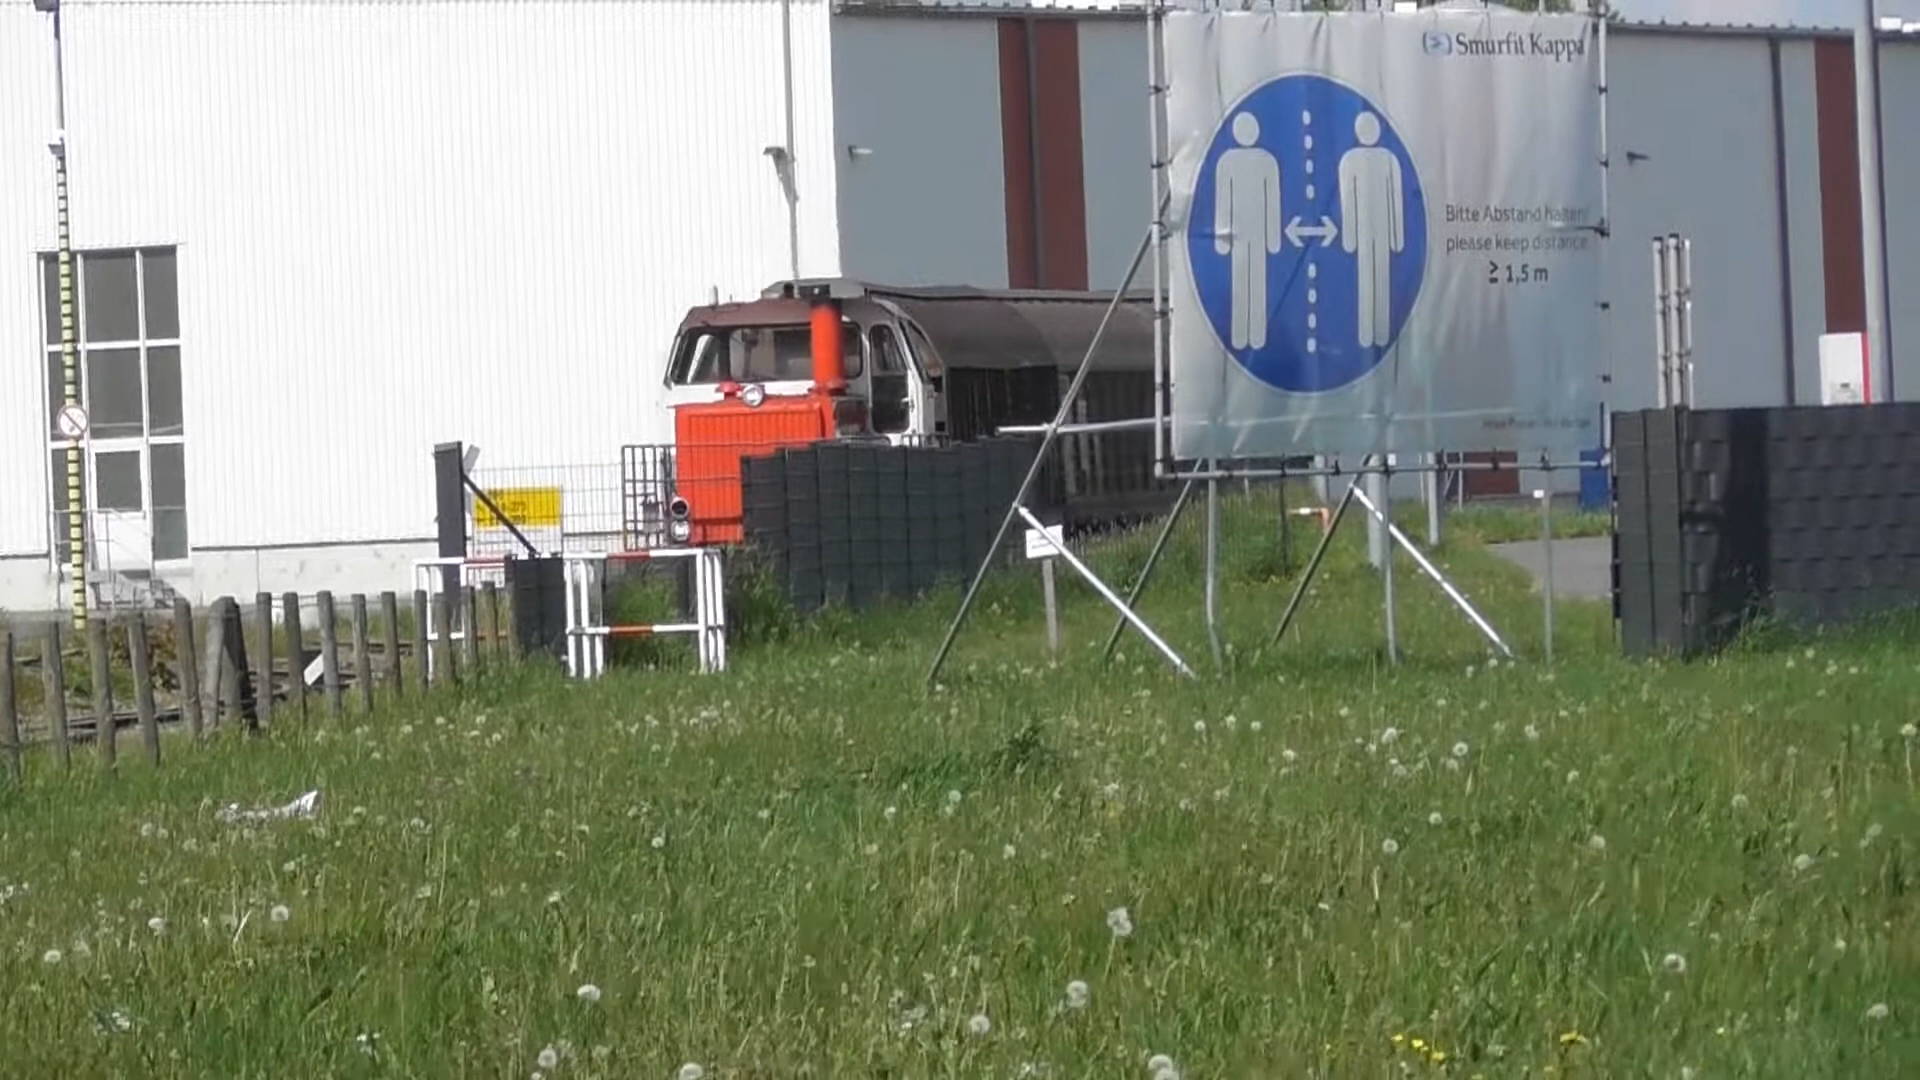 Smurfit Kappa
Bitte Abstand halten/
please keep distance
≥ 1,5 m